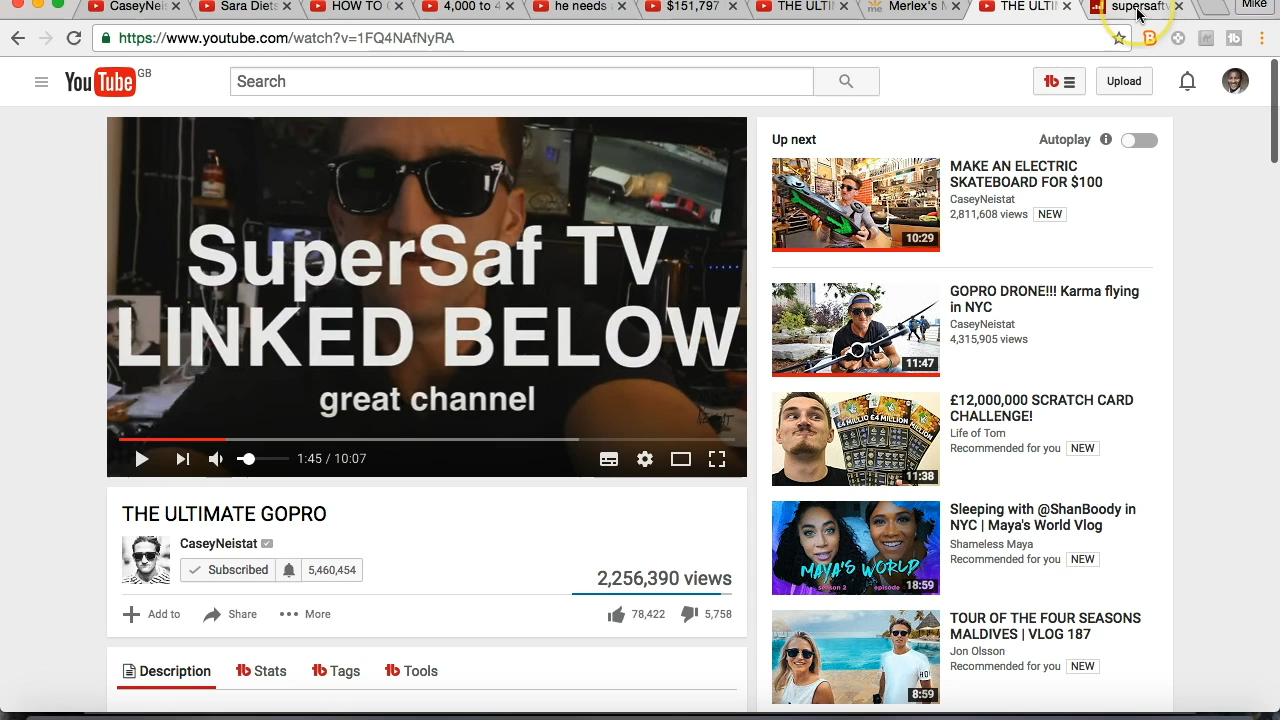 CaseyNei
Sara Diets
HOW TO
4,000 to 4
he needs
$151,797
THE ULTI
Merlex's M
THE ULTI
supersaftv
Mike
https://www.youtube.com/watch?v=1FQ4NAfNyRA
YouTube GB
Search
Upload
SuperSaf TV
LINKED BELOW
great channel
1:45 / 10:07
THE ULTIMATE GOPRO
CaseyNeistat
Subscribed 5,460,454
2,256,390 views
Add to Share More
78,422 5,758
Description Stats Tags Tools
Up next Autoplay
MAKE AN ELECTRIC
SKATEBOARD FOR $100
CaseyNeistat
2,811,608 views NEW
10:29
GOPRO DRONE!!! Karma flying
in NYC
CaseyNeistat
4,315,905 views
11:47
£12,000,000 SCRATCH CARD
CHALLENGE!
Life of Tom
Recommended for you NEW
11:38
Sleeping with @ShanBoody in
NYC | Maya's World Vlog
Shameless Maya
Recommended for you NEW
MAYA'S WORLD
season 2 episode
18:59
TOUR OF THE FOUR SEASONS
MALDIVES | VLOG 187
Jon Olsson
Recommended for you NEW
8:59